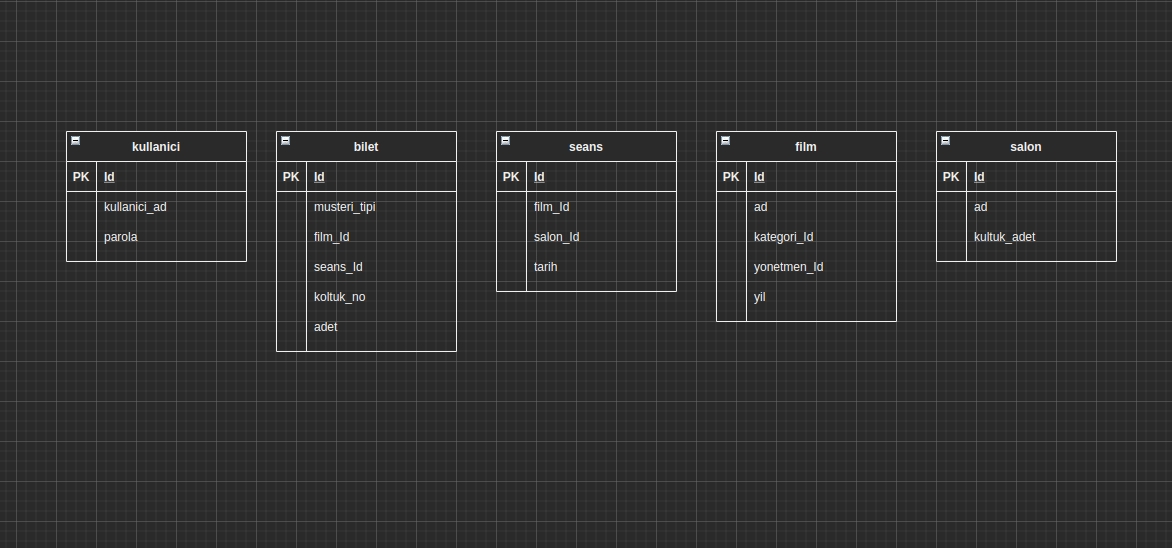 kullanici
PK Id
kullanici_ad
parola
bilet
PK Id
musteri_tipi
film_Id
seans_Id
koltuk_no
adet
seans
PK Id
film_Id
salon_Id
tarih
film
PK Id
ad
kategori_Id
yonetmen_Id
yil
salon
PK Id
ad
kultuk_adet